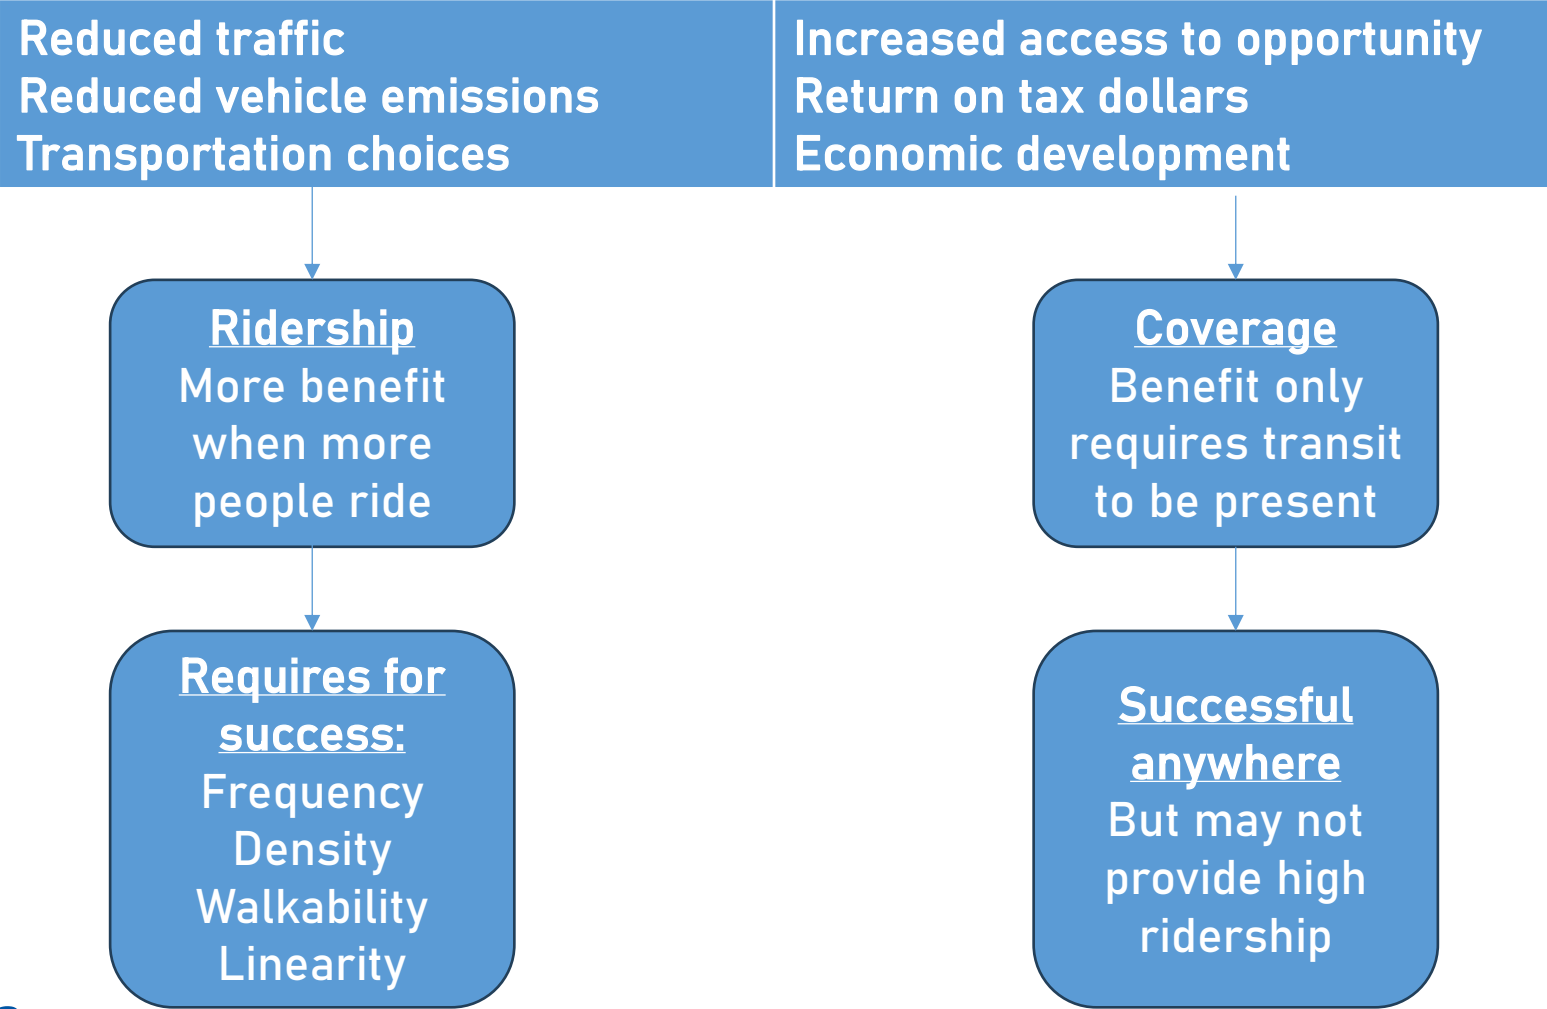 Reduced traffic
Reduced vehicle emissions
Transportation choices
Increased access to opportunity
Return on tax dollars
Economic development
Ridership
More benefit
when more
people ride
Coverage
Benefit only
requires transit
to be present
Requires for
success:
Frequency
Density
Walkability
Linearity
Successful
anywhere
But may not
provide high
ridership